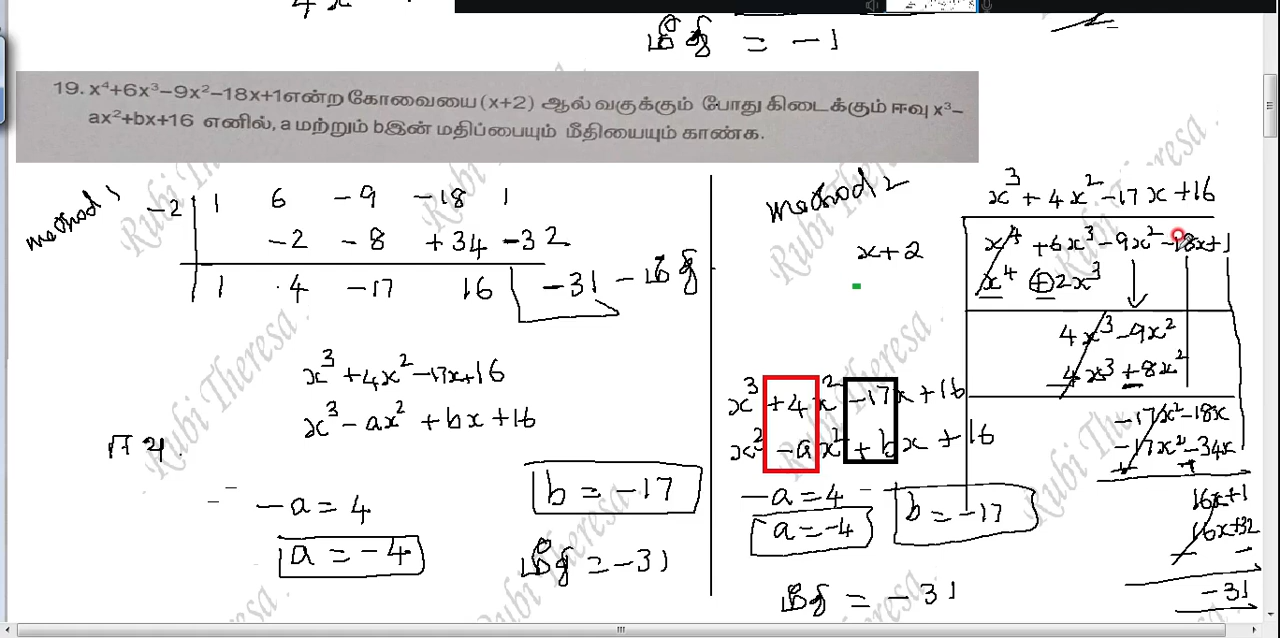 மீதி = -1
19. x⁴+6x³-9x²-18x+1என்ற கோவையை (x+2) ஆல் வகுக்கும் போது கிடைக்கும் ஈவு x³-
ax²+bx+16 எனில், a மற்றும் bஇன் மதிப்பையும் மீதியையும் காண்க.
method 1
-2 | 1 6 -9 -18 1
-2 -8 +34 -32
1 4 -17 16 | -31 - மீதி
x³ + 4x² - 17x + 16
x³ - ax² + bx + 16
-a = 4
a = -4
b = -17
மீதி = -31
method 2
x³ + 4x² - 17x + 16
x+2
x⁴ + 6x³ - 9x² - 18x + 1
x⁴ + 2x³
4x³ - 9x²
4x³ + 8x²
-17x² - 18x
-17x² - 34x
16x + 1
16x + 32
-31
x³ + 4x² - 17x + 16
x³ - ax² + bx + 16
-a = 4
a = -4
b = -17
மீதி = -31
Rubi Theresa .